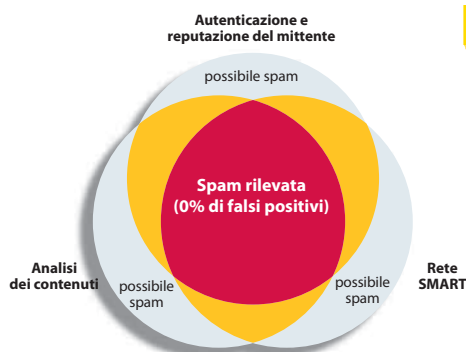 Autenticazione e
reputazione del mittente
possibile spam
Spam rilevata
(0% di falsi positivi)
Analisi
dei contenuti
possibile
spam
possibile
spam
Rete
SMART